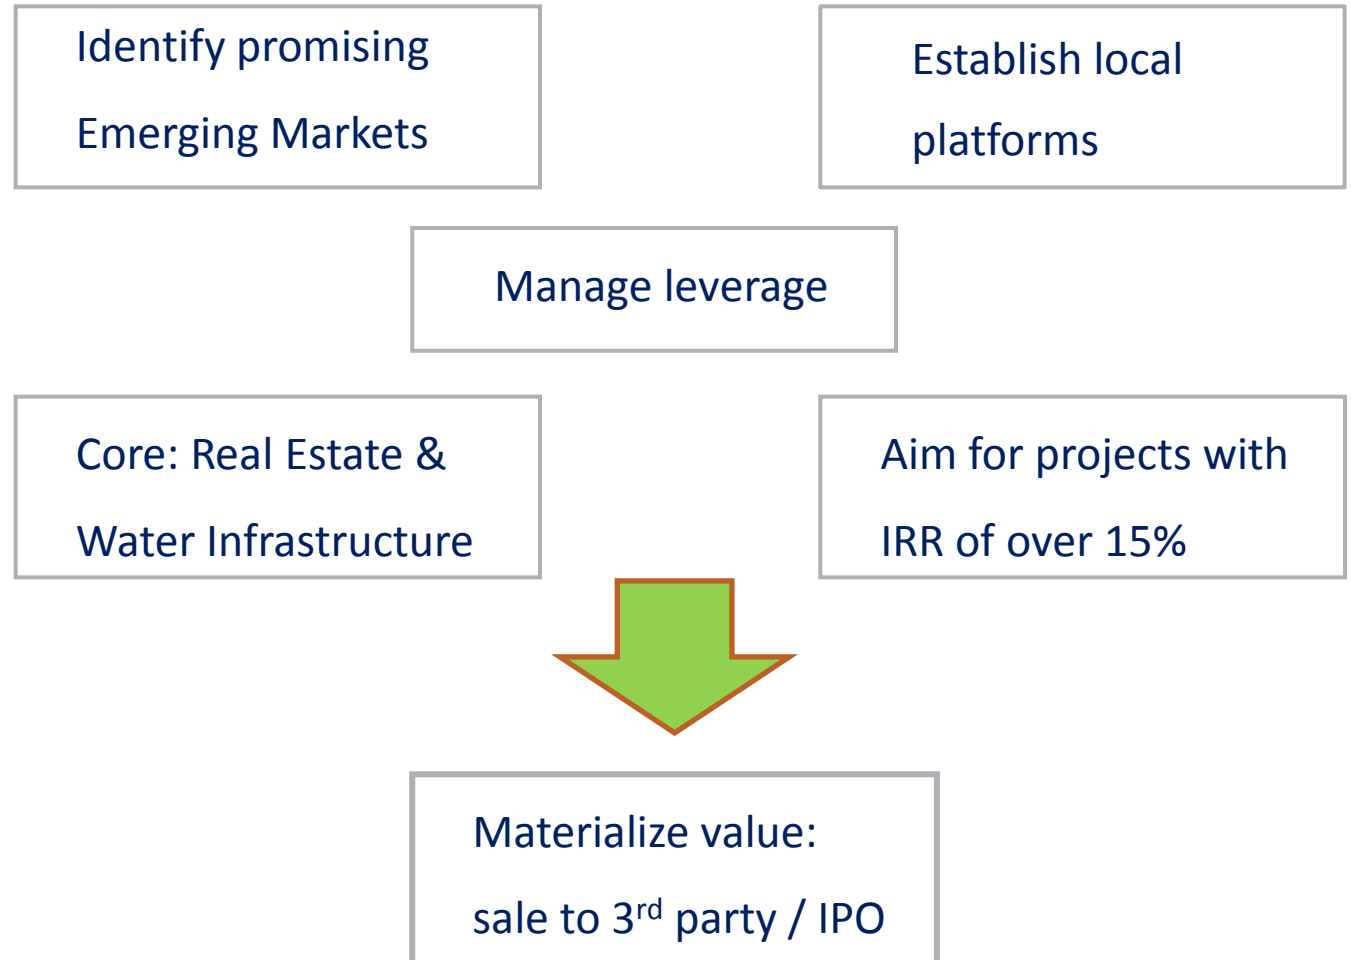 Identify promising
Emerging Markets
Establish local
platforms
Manage leverage
Core: Real Estate &
Water Infrastructure
Aim for projects with
IRR of over 15%
Materialize value:
sale to 3rd party / IPO